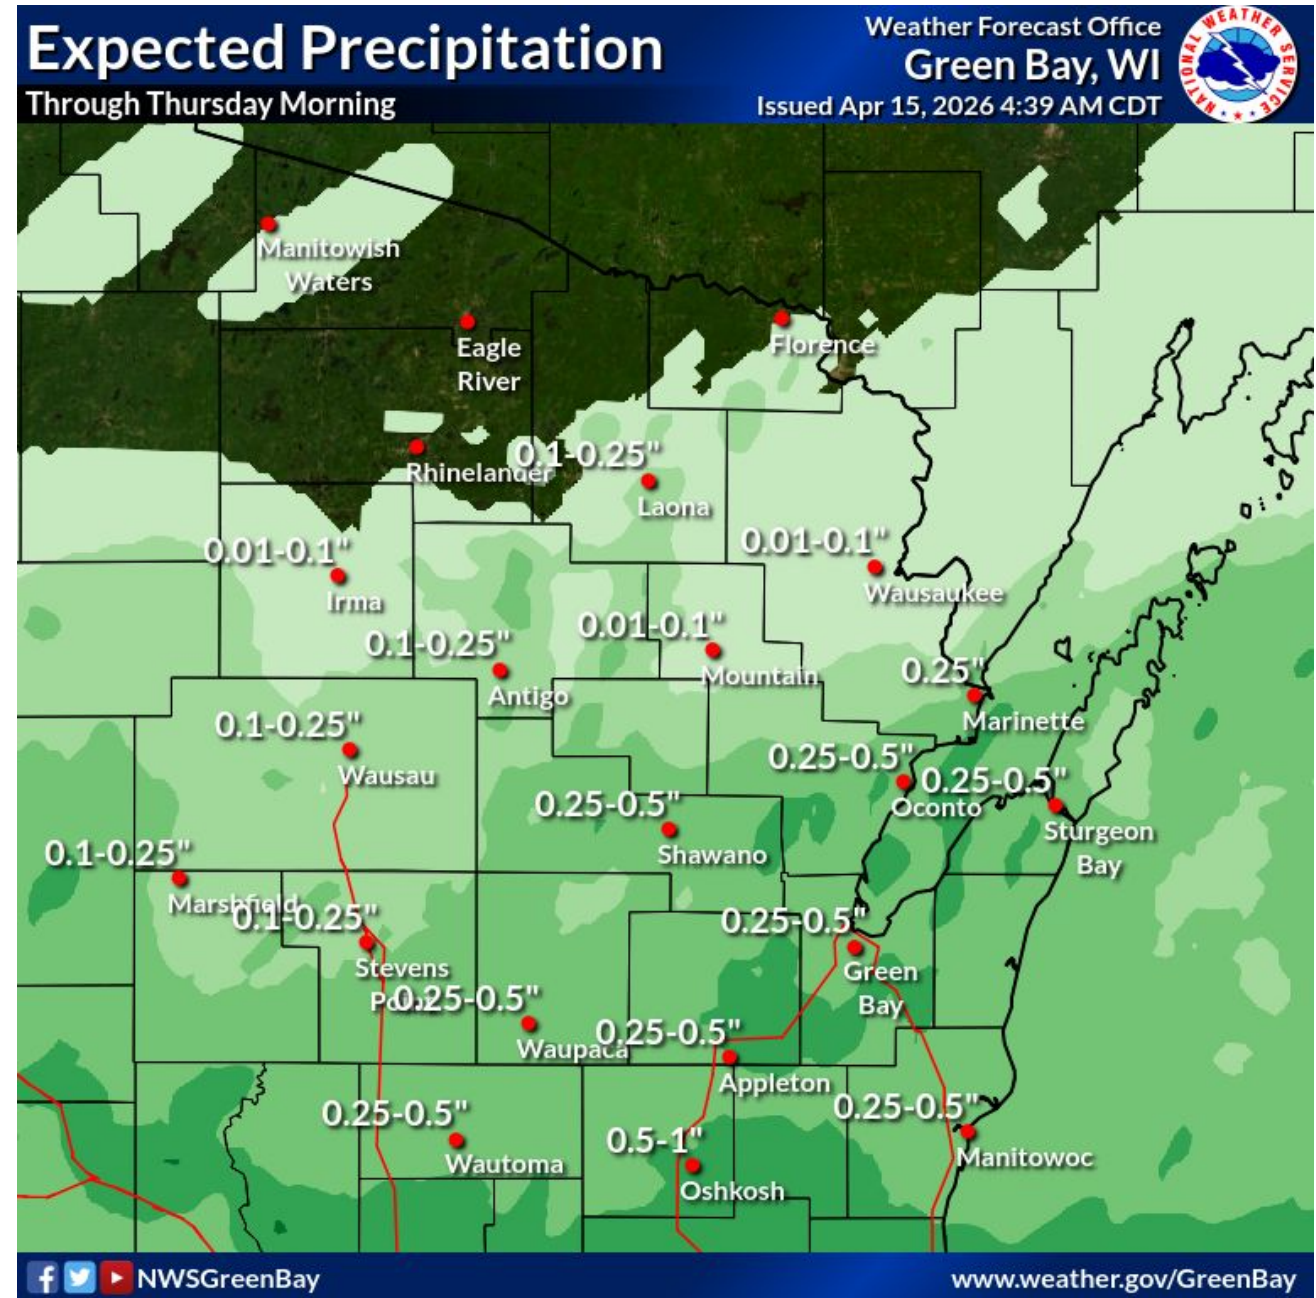 Expected Precipitation
Through Thursday Morning
Weather Forecast Office
Green Bay, WI
Issued Apr 15, 2026 4:39 AM CDT
NATIONAL WEATHER SERVICE
Manitowish
Waters
Eagle
River
Florence
Rhinelander
0.1-0.25"
Laona
0.01-0.1"
Irma
0.01-0.1"
Wausaukee
0.1-0.25"
Antigo
0.01-0.1"
Mountain
0.25"
Marinette
0.1-0.25"
Wausau
0.25-0.5"
Oconto
0.25-0.5"
Sturgeon
Bay
0.25-0.5"
Shawano
0.1-0.25"
Marshfield
0.1-0.25"
Stevens
Point
0.25-0.5"
Green
Bay
0.25-0.5"
Waupaca
0.25-0.5"
Appleton
0.25-0.5"
Wautoma
0.5-1"
Oshkosh
0.25-0.5"
Manitowoc
NWSGreenBay
www.weather.gov/GreenBay